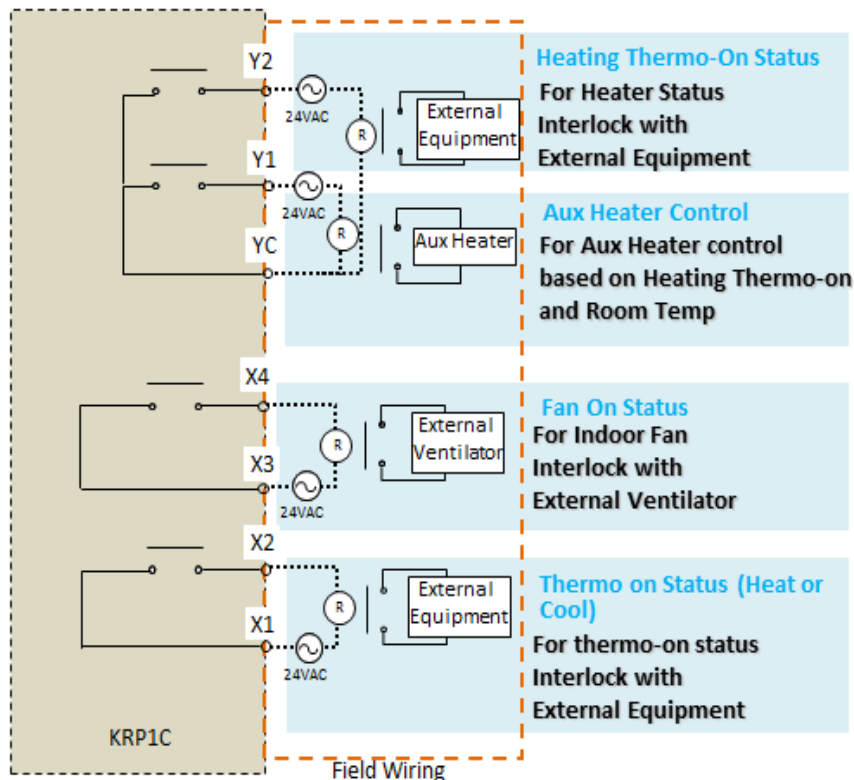 Y2
24VAC
R
External
Equipment
Heating Thermo-On Status
For Heater Status
Interlock with
External Equipment
Y1
24VAC
R
YC
Aux Heater
Aux Heater Control
For Aux Heater control
based on Heating Thermo-on
and Room Temp
X4
R
External
Ventilator
X3
24VAC
Fan On Status
For Indoor Fan
Interlock with
External Ventilator
X2
R
External
Equipment
X1
24VAC
Thermo on Status (Heat or
Cool)
For thermo-on status
Interlock with
External Equipment
KRP1C
Field Wiring